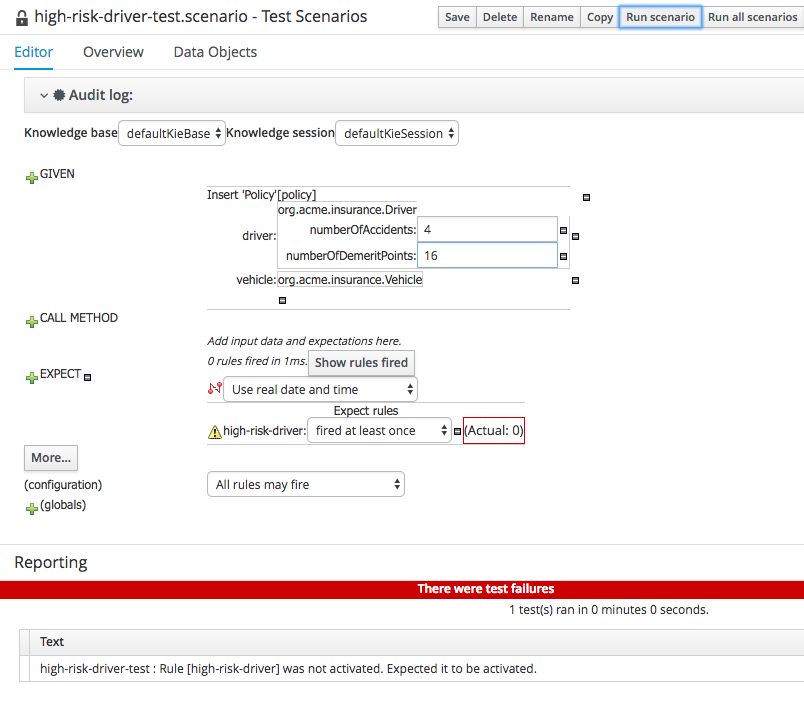 high-risk-driver-test.scenario - Test Scenarios
Save Delete Rename Copy Run scenario Run all scenarios
Editor Overview Data Objects
Audit log:
Knowledge base defaultKieBase Knowledge session defaultKieSession
GIVEN
Insert 'Policy'[policy]
org.acme.insurance.Driver
driver: numberOfAccidents: 4
numberOfDemeritPoints: 16
vehicle: org.acme.insurance.Vehicle
CALL METHOD
Add input data and expectations here.
0 rules fired in 1ms. Show rules fired
EXPECT
Use real date and time
Expect rules
high-risk-driver: fired at least once (Actual: 0)
More...
(configuration) All rules may fire
(globals)
Reporting
There were test failures
1 test(s) ran in 0 minutes 0 seconds.
Text
high-risk-driver-test : Rule [high-risk-driver] was not activated. Expected it to be activated.